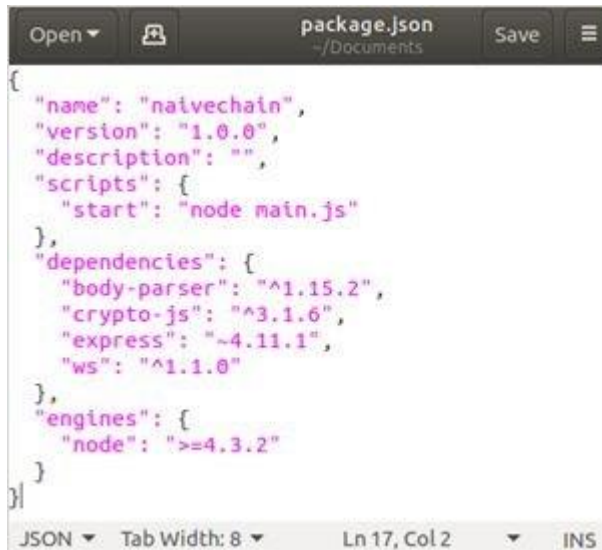 Open package.json Save
~/Documents
{
  "name": "naivechain",
  "version": "1.0.0",
  "description": "",
  "scripts": {
    "start": "node main.js"
  },
  "dependencies": {
    "body-parser": "^1.15.2",
    "crypto-js": "^3.1.6",
    "express": "~4.11.1",
    "ws": "^1.1.0"
  },
  "engines": {
    "node": ">=4.3.2"
  }
}
JSON Tab Width: 8 Ln 17, Col 2 INS